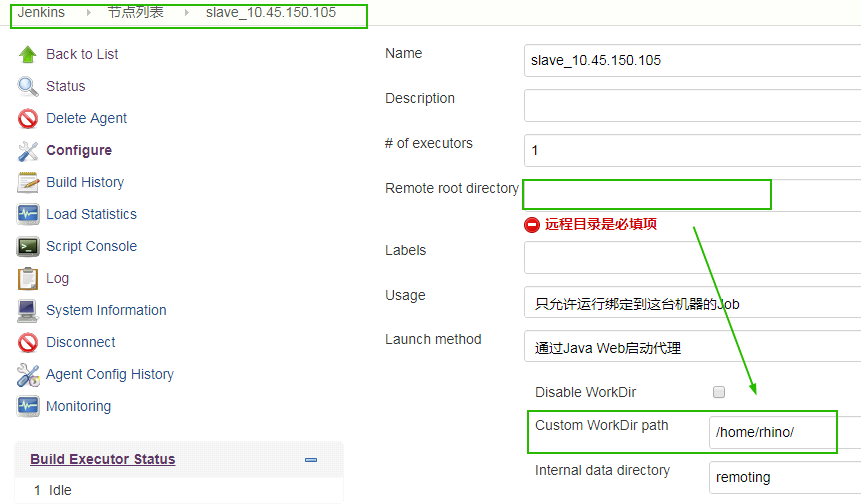 Jenkins 节点列表 slave_10.45.150.105
Back to List
Status
Delete Agent
Configure
Build History
Load Statistics
Script Console
Log
System Information
Disconnect
Agent Config History
Monitoring
Build Executor Status
1 Idle
Name slave_10.45.150.105
Description
# of executors 1
Remote root directory
远程目录是必填项
Labels
Usage 只允许运行绑定到这台机器的Job
Launch method 通过Java Web启动代理
Disable WorkDir
Custom WorkDir path /home/rhino/
Internal data directory remoting